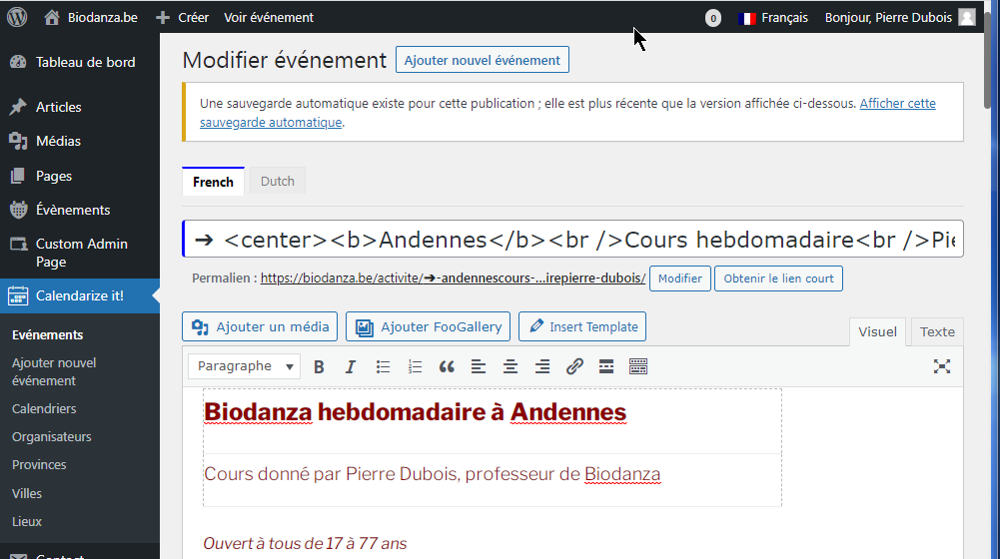 Biodanza.be + Créer Voir événement 0 Français Bonjour, Pierre Dubois
Tableau de bord
Articles
Médias
Pages
Évènements
Custom Admin
Page
Calendarize it!
Evénements
Ajouter nouvel
événement
Calendriers
Organisateurs
Provinces
Villes
Lieux
Modifier événement Ajouter nouvel événement
Une sauvegarde automatique existe pour cette publication ; elle est plus récente que la version affichée ci-dessous. Afficher cette
sauvegarde automatique.
French Dutch
➔ <center><b>Andennes</b><br />Cours hebdomadaire<br />Pie
Permalien : https://biodanza.be/activite/➔-andennescours-...irepierre-dubois/ Modifier Obtenir le lien court
Ajouter un média Ajouter FooGallery Insert Template Visuel Texte
Paragraphe B I
Biodanza hebdomadaire à Andennes
Cours donné par Pierre Dubois, professeur de Biodanza
Ouvert à tous de 17 à 77 ans